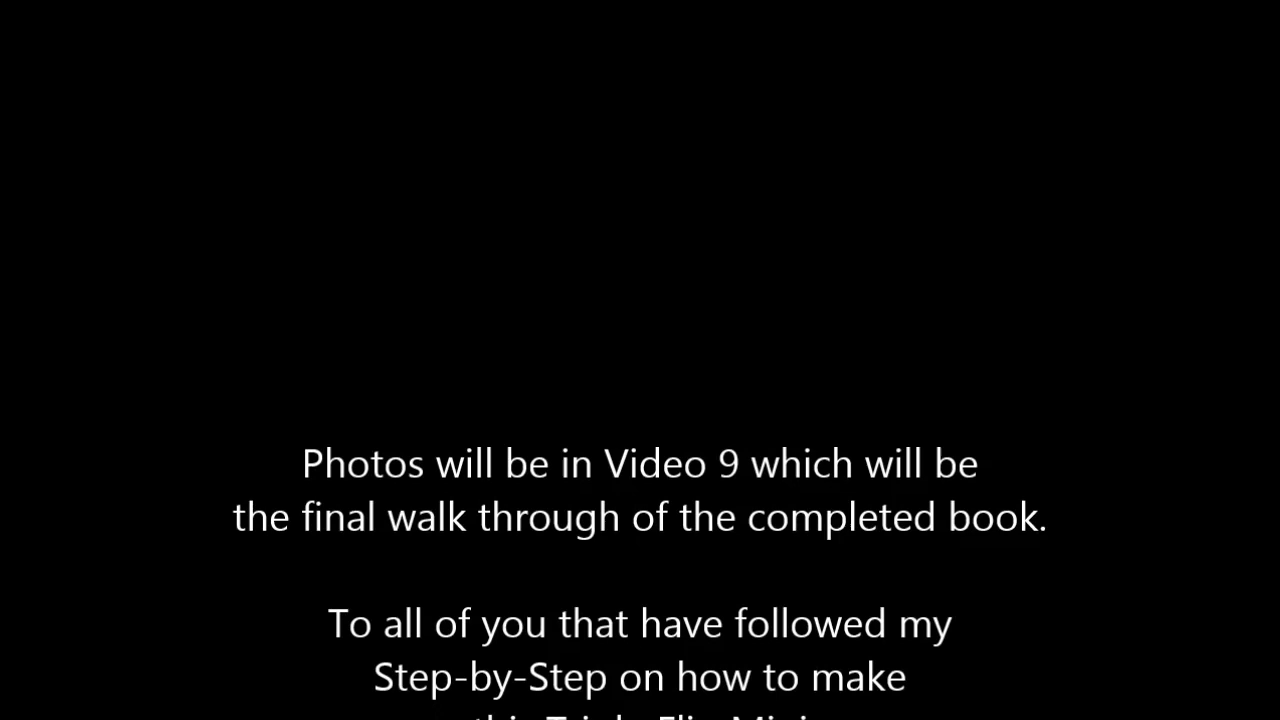 Photos will be in Video 9 which will be
the final walk through of the completed book.
To all of you that have followed my
Step-by-Step on how to make